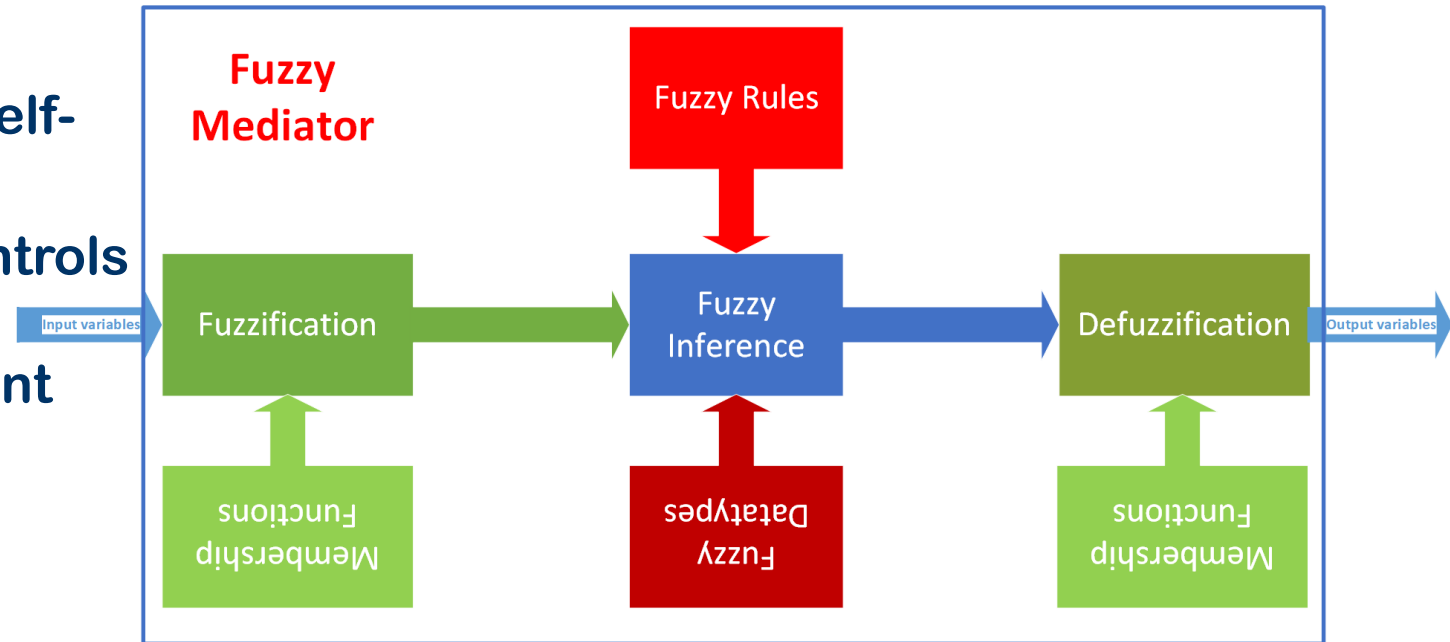 elf-
ntrols
nt
Fuzzy
Mediator
Fuzzy Rules
Input variables
Fuzzification
Fuzzy
Inference
Defuzzification
Output variables
Membership
Functions
Fuzzy
Datatypes
Membership
Functions